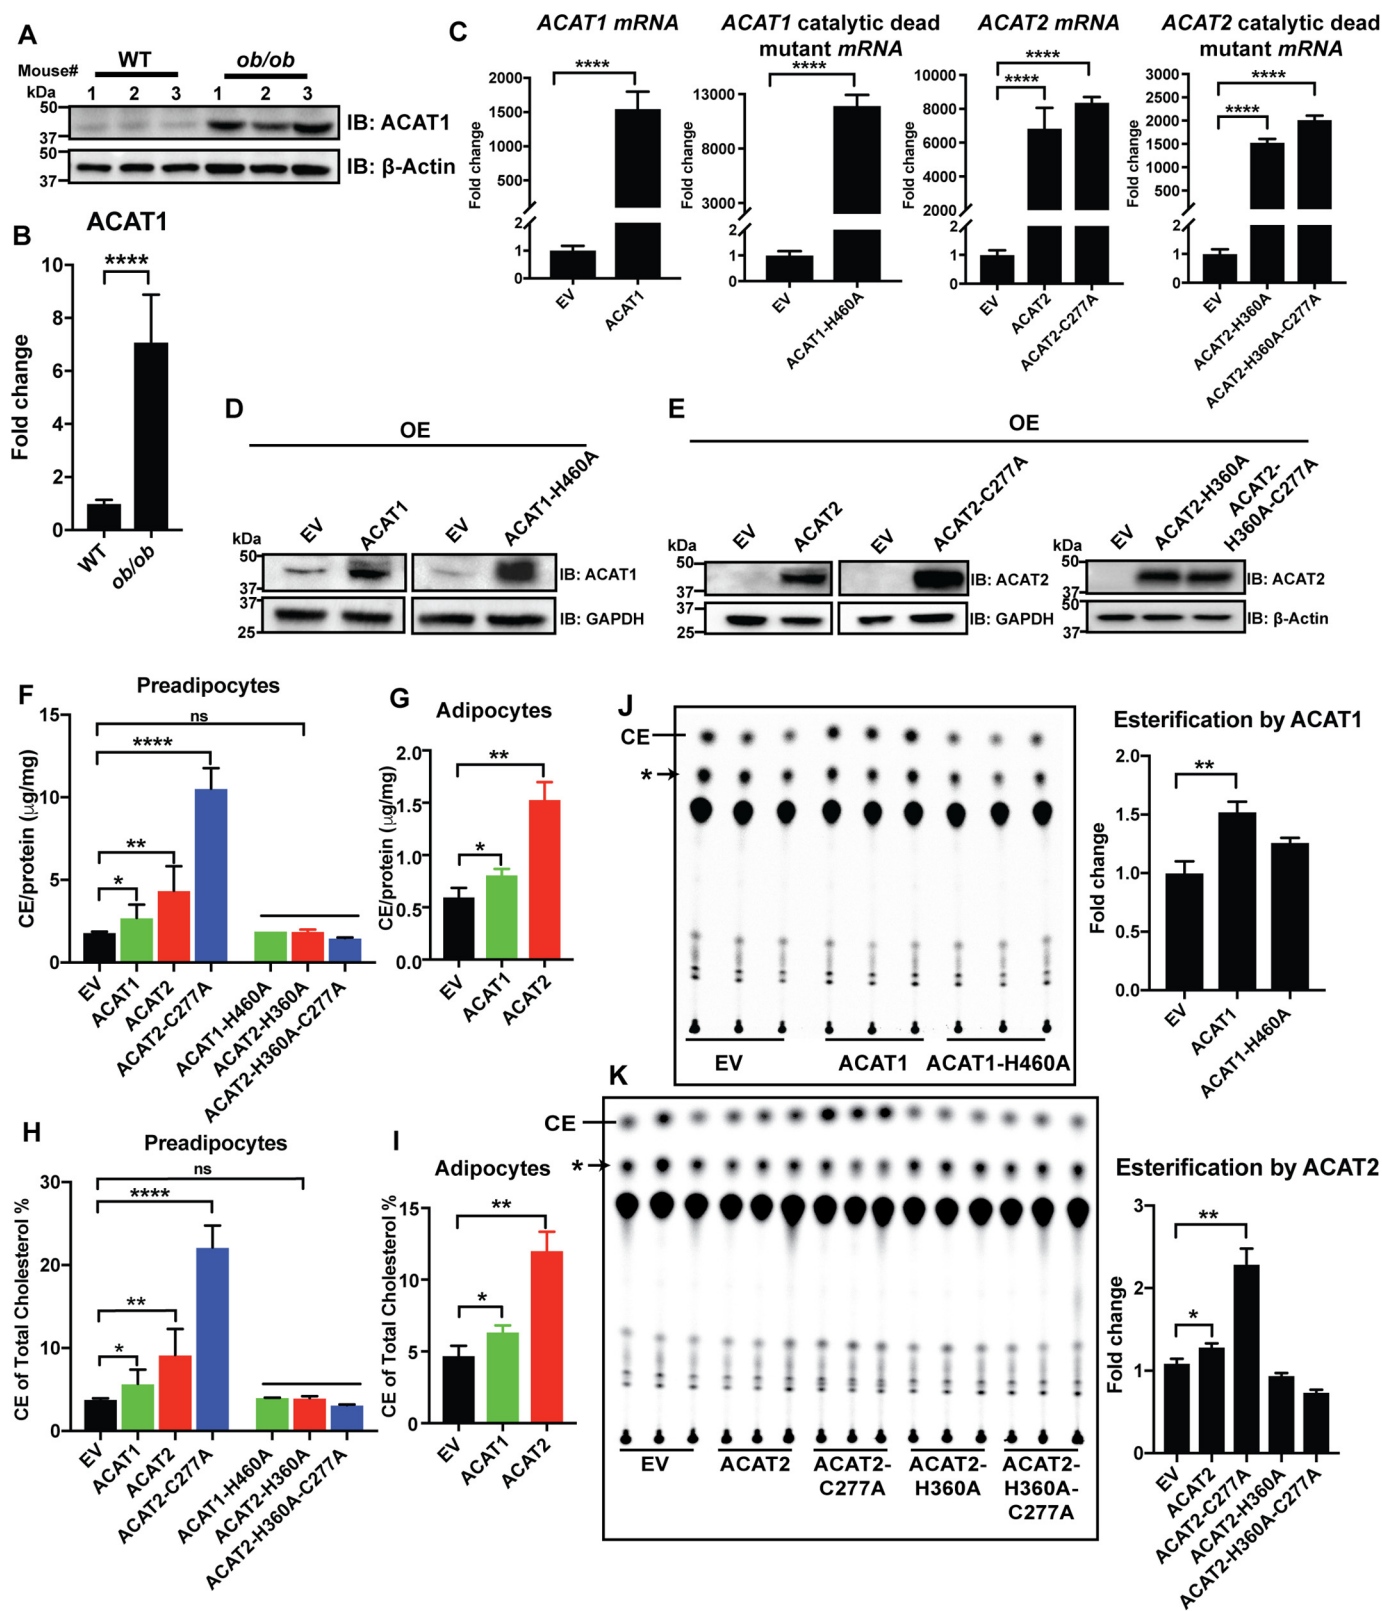 A
WT
ob/ob
Mouse#
kDa
1
2
3
1
2
3
50
37
IB: ACAT1
50
37
IB: β-Actin
B
ACAT1
****
Fold change
10
8
6
4
2
0
WT
ob/ob
C
ACAT1 mRNA
****
Fold change
2000
1500
1000
500
2
1
0
EV
ACAT1
ACAT1 catalytic dead
mutant mRNA
****
Fold change
13000
8000
3000
2
1
0
EV
ACAT1-H460A
ACAT2 mRNA
****
****
Fold change
10000
8000
6000
4000
2000
2
1
0
EV
ACAT2
ACAT2-C277A
ACAT2 catalytic dead
mutant mRNA
****
****
Fold change
3000
2500
2000
1500
1000
500
2
1
0
EV
ACAT2-H360A
ACAT2-H360A-C277A
D
OE
EV
ACAT1
EV
ACAT1-H460A
kDa
50
37
IB: ACAT1
37
25
IB: GAPDH
E
OE
EV
ACAT2
EV
ACAT2-C277A
kDa
50
37
IB: ACAT2
37
25
IB: GAPDH
EV
ACAT2-H360A
ACAT2-
H360A-C277A
kDa
50
37
IB: ACAT2
50
37
IB: β-Actin
F
Preadipocytes
ns
****
**
*
CE/protein (μg/mg)
15
10
5
0
EV
ACAT1
ACAT2
ACAT2-C277A
ACAT1-H460A
ACAT2-H360A
ACAT2-H360A-C277A
G
Adipocytes
**
*
CE/protein (μg/mg)
2.0
1.5
1.0
0.5
0.0
EV
ACAT1
ACAT2
H
Preadipocytes
ns
****
**
*
CE of Total Cholesterol %
30
20
10
0
EV
ACAT1
ACAT2
ACAT2-C277A
ACAT1-H460A
ACAT2-H360A
ACAT2-H360A-C277A
I
Adipocytes
**
*
CE of Total Cholesterol %
15
10
5
0
EV
ACAT1
ACAT2
J
CE
*
EV
ACAT1
ACAT1-H460A
Esterification by ACAT1
**
Fold change
2.0
1.5
1.0
0.5
0.0
EV
ACAT1
ACAT1-H460A
K
CE
*
EV
ACAT2
ACAT2-
C277A
ACAT2-
H360A
ACAT2-
H360A-
C277A
Esterification by ACAT2
**
*
Fold change
3
2
1
0
EV
ACAT2
ACAT2-C277A
ACAT2-H360A
ACAT2-H360A-C277A